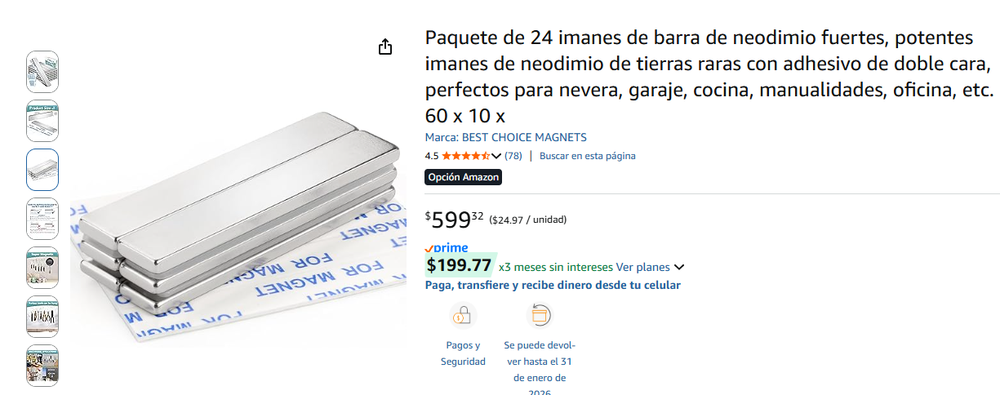 Paquete de 24 imanes de barra de neodimio fuertes, potentes
imanes de neodimio de tierras raras con adhesivo de doble cara,
perfectos para nevera, garaje, cocina, manualidades, oficina, etc.
60 x 10 x
Marca: BEST CHOICE MAGNETS
4.5 (78) | Buscar en esta página
Opción Amazon
$599.32 ($24.97 / unidad)
prime
$199.77 x3 meses sin intereses Ver planes
Paga, transfiere y recibe dinero desde tu celular
Pagos y
Seguridad
Se puede devol-
ver hasta el 31
de enero de
2026
FOR MAGNET
FOR MAGNET
FOR MAGNET